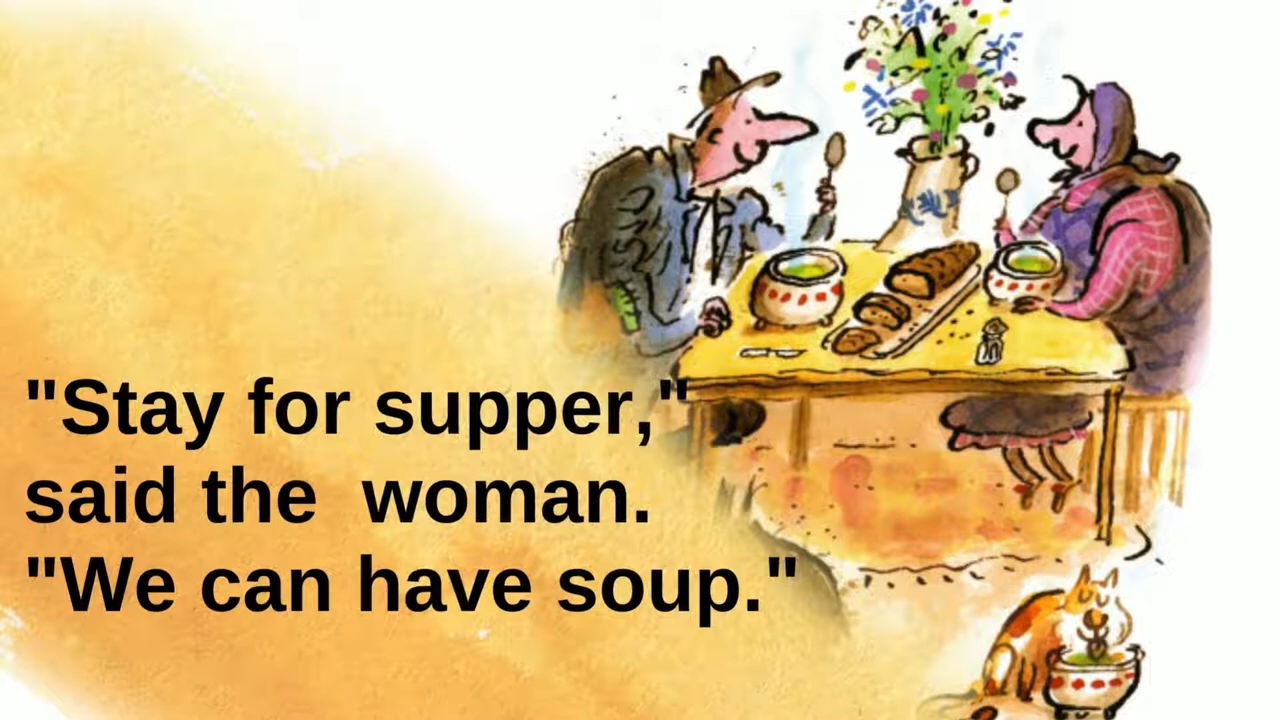 "Stay for supper,"
said the  woman.
"We can have soup."